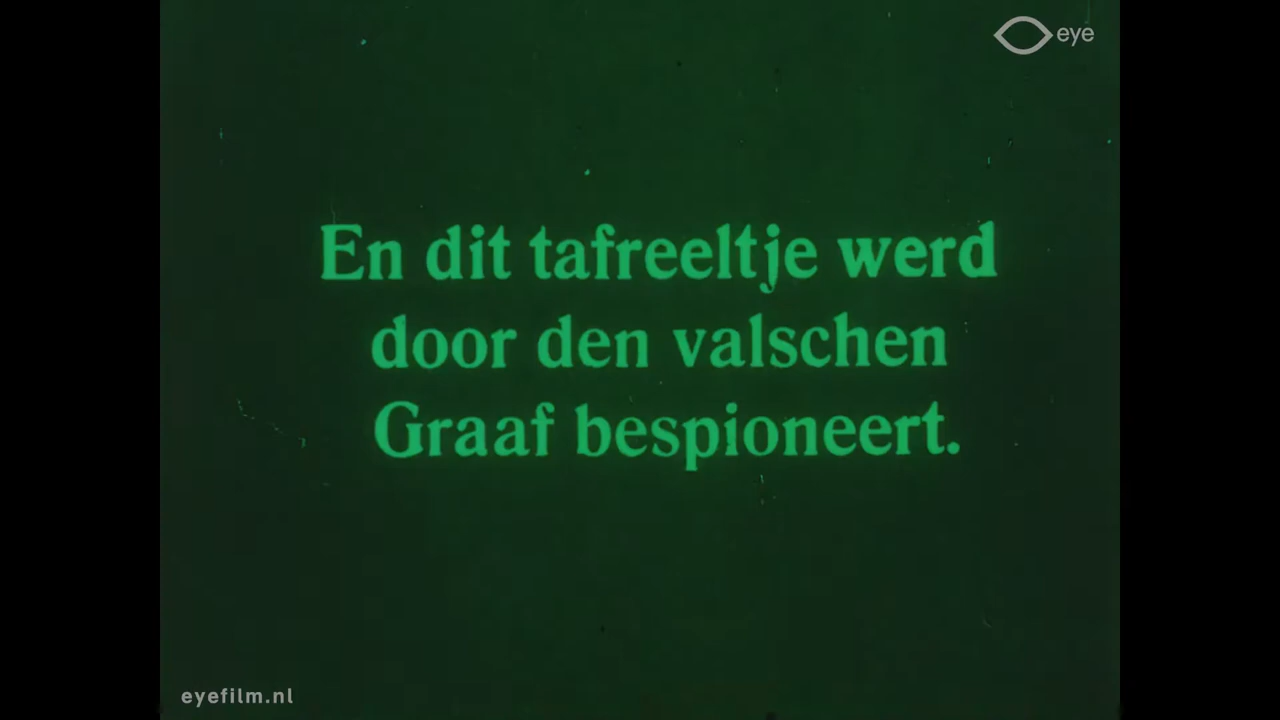 eye
En dit tafreeltje werd
door den valschen
Graaf bespioneert.
eyefilm.nl